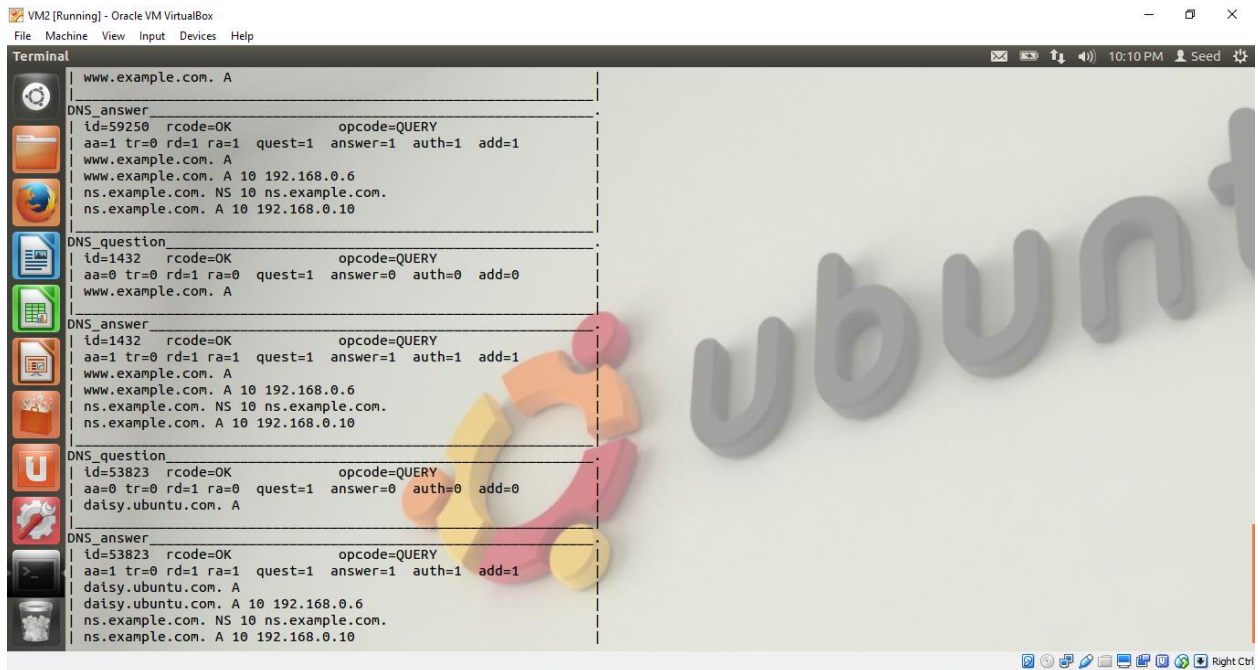 VM2 [Running] - Oracle VM VirtualBox
File Machine View Input Devices Help
Terminal 10:10 PM Seed
| www.example.com. A |
|_______________________________________________________________|
DNS_answer______________________________________________________.
| id=59250 rcode=OK opcode=QUERY |
| aa=1 tr=0 rd=1 ra=1 quest=1 answer=1 auth=1 add=1 |
| www.example.com. A |
| www.example.com. A 10 192.168.0.6 |
| ns.example.com. NS 10 ns.example.com. |
| ns.example.com. A 10 192.168.0.10 |
|_______________________________________________________________|
DNS_question____________________________________________________.
| id=1432 rcode=OK opcode=QUERY |
| aa=0 tr=0 rd=1 ra=0 quest=1 answer=0 auth=0 add=0 |
| www.example.com. A |
|_______________________________________________________________|
DNS_answer______________________________________________________.
| id=1432 rcode=OK opcode=QUERY |
| aa=1 tr=0 rd=1 ra=1 quest=1 answer=1 auth=1 add=1 |
| www.example.com. A |
| www.example.com. A 10 192.168.0.6 |
| ns.example.com. NS 10 ns.example.com. |
| ns.example.com. A 10 192.168.0.10 |
|_______________________________________________________________|
DNS_question____________________________________________________.
| id=53823 rcode=OK opcode=QUERY |
| aa=0 tr=0 rd=1 ra=0 quest=1 answer=0 auth=0 add=0 |
| daisy.ubuntu.com. A |
|_______________________________________________________________|
DNS_answer______________________________________________________.
| id=53823 rcode=OK opcode=QUERY |
| aa=1 tr=0 rd=1 ra=1 quest=1 answer=1 auth=1 add=1 |
| daisy.ubuntu.com. A |
| daisy.ubuntu.com. A 10 192.168.0.6 |
| ns.example.com. NS 10 ns.example.com. |
| ns.example.com. A 10 192.168.0.10 |
ubunt
Right Ctrl